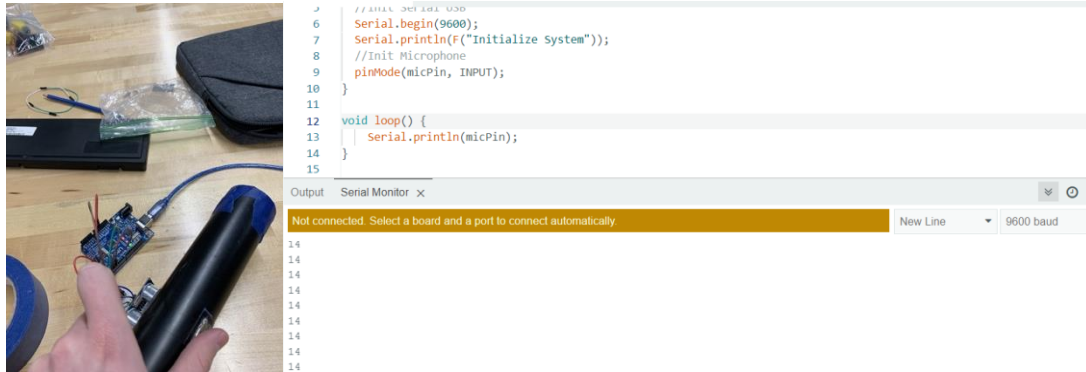 5 //Init Serial USB
6 Serial.begin(9600);
7 Serial.println(F("Initialize System"));
8 //Init Microphone
9 pinMode(micPin, INPUT);
10 }
11
12 void loop() {
13 Serial.println(micPin);
14 }
15
Output Serial Monitor ×
Not connected. Select a board and a port to connect automatically. New Line 9600 baud
14
14
14
14
14
14
14
14
14